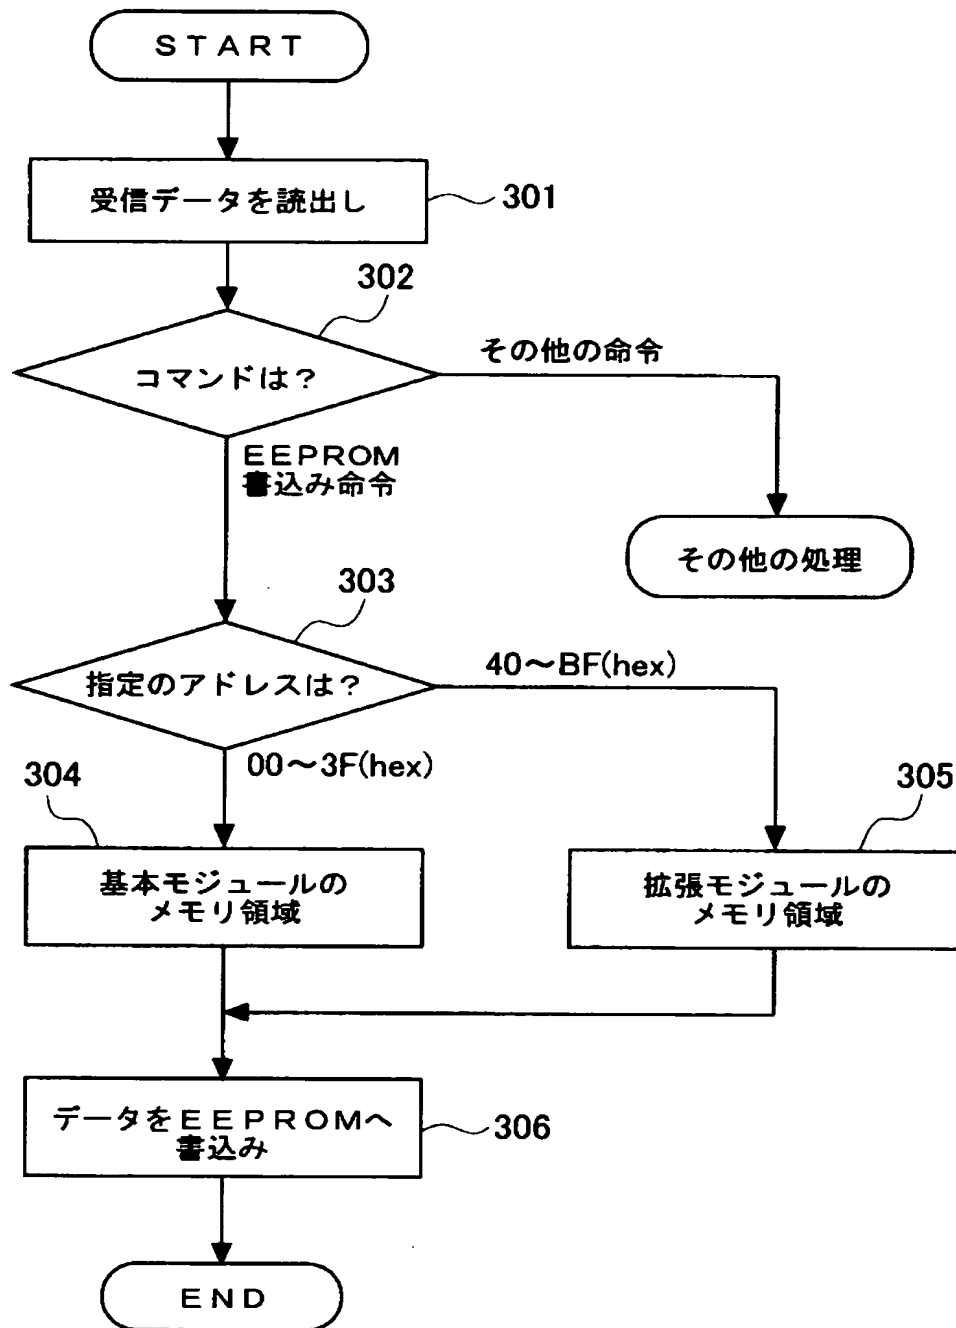 START
受信データを読出し
301
302
コマンドは?
その他の命令
EEPROM
書込み命令
その他の処理
303
指定のアドレスは?
40~BF(hex)
00~3F(hex)
304
305
基本モジュールの
メモリ領域
拡張モジュールの
メモリ領域
データをEEPROMへ
書込み
306
END